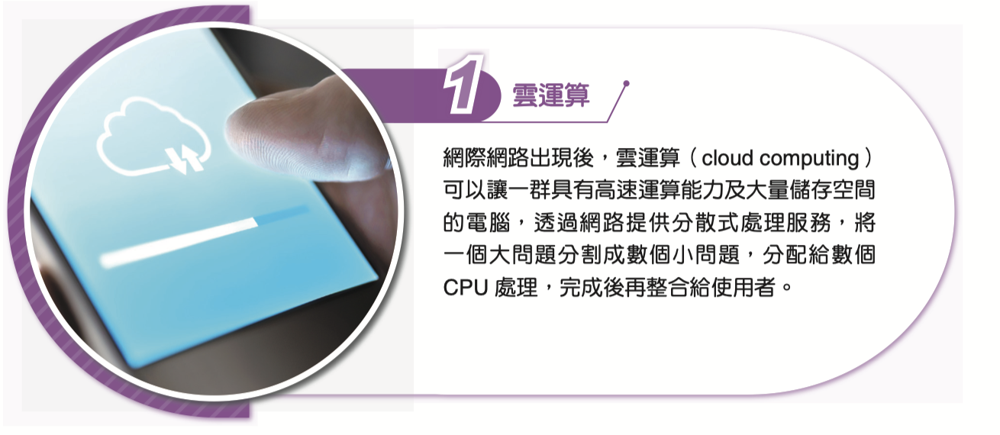 1 雲運算
網際網路出現後，雲運算（cloud computing）
可以讓一群具有高速運算能力及大量儲存空間
的電腦，透過網路提供分散式處理服務，將
一個大問題分割成數個小問題，分配給數個
CPU 處理，完成後再整合給使用者。